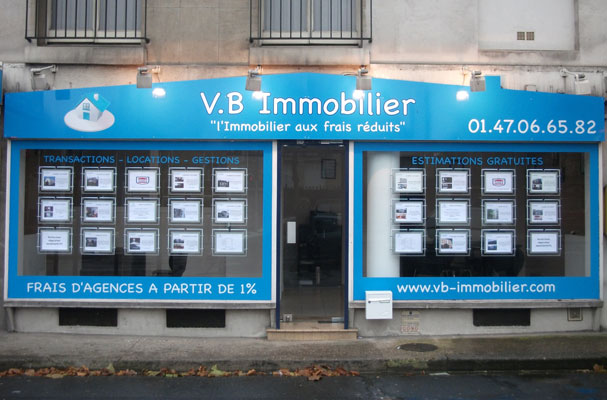 V.B Immobilier
"l'Immobilier aux frais réduits"
01.47.06.65.82
TRANSACTIONS - LOCATIONS - GESTIONS
ESTIMATIONS GRATUITES
FRAIS D'AGENCES A PARTIR DE 1%
www.vb-immobilier.com